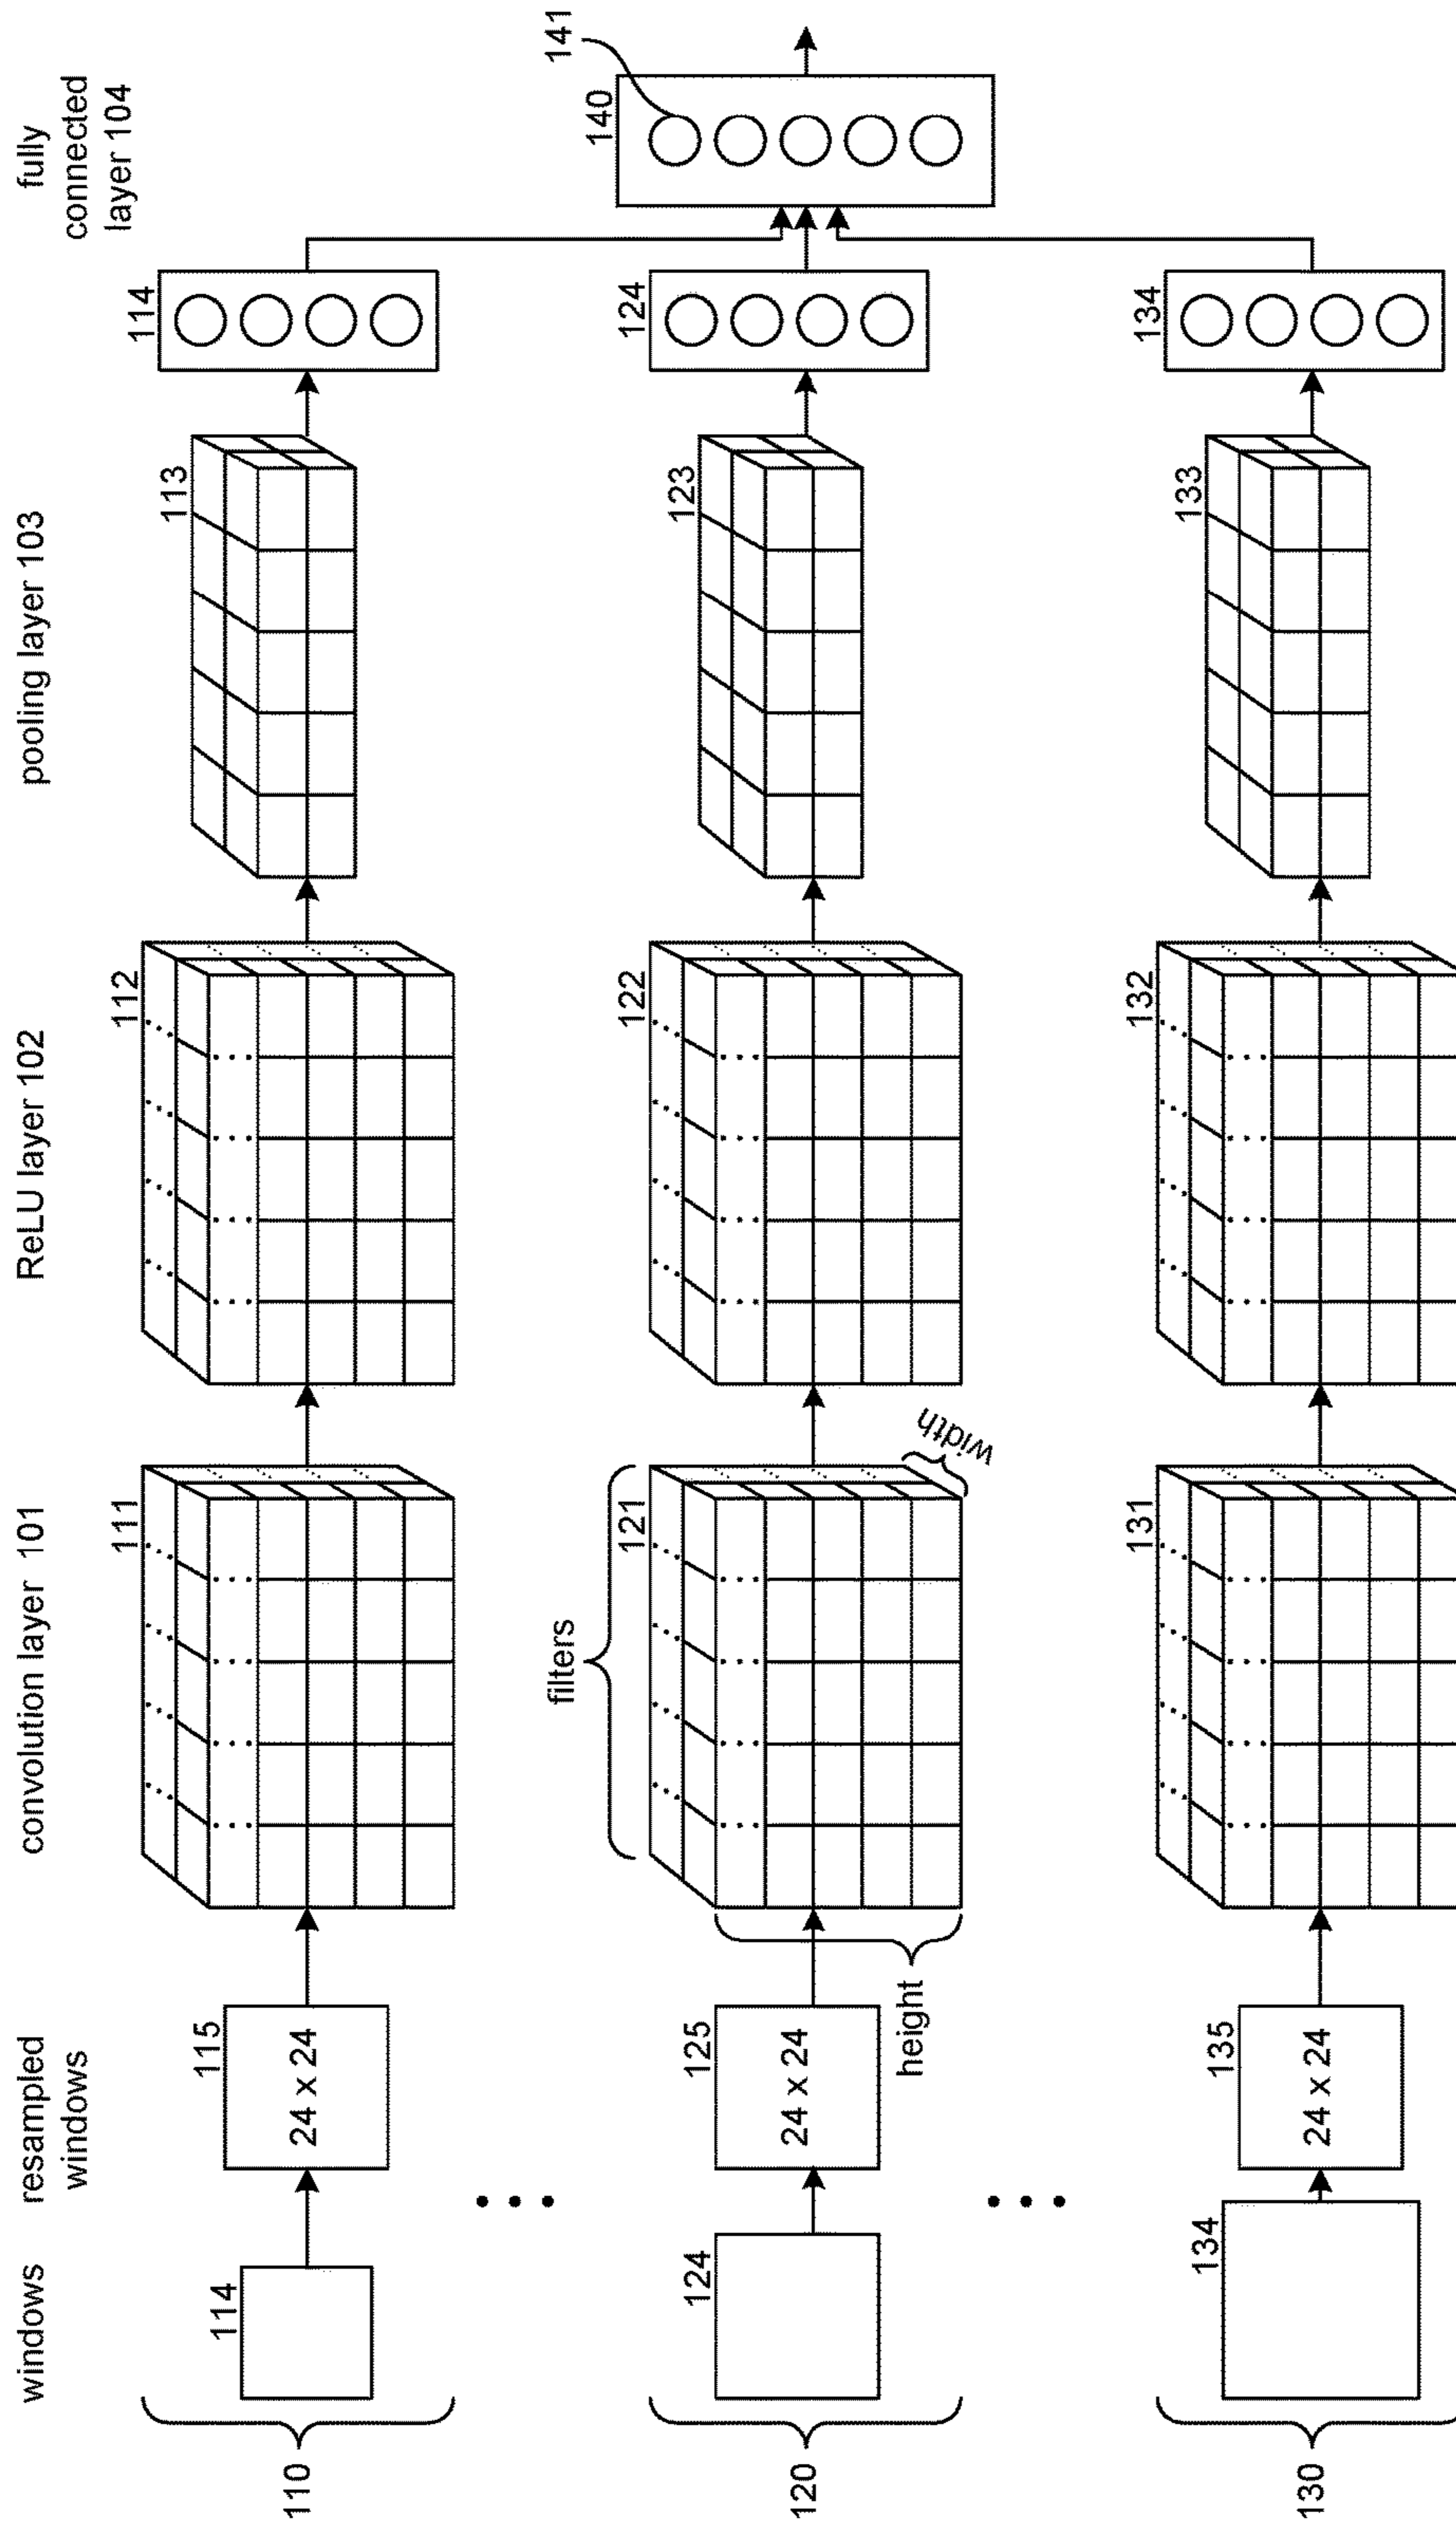 windows
resampled
windows
convolution layer 101
ReLU layer 102
pooling layer 103
fully
connected
layer 104
110
114
115
24 x 24
111
112
113
114
filters
140
141
120
124
125
24 x 24
height
121
width
122
123
124
130
134
135
24 x 24
131
132
133
134